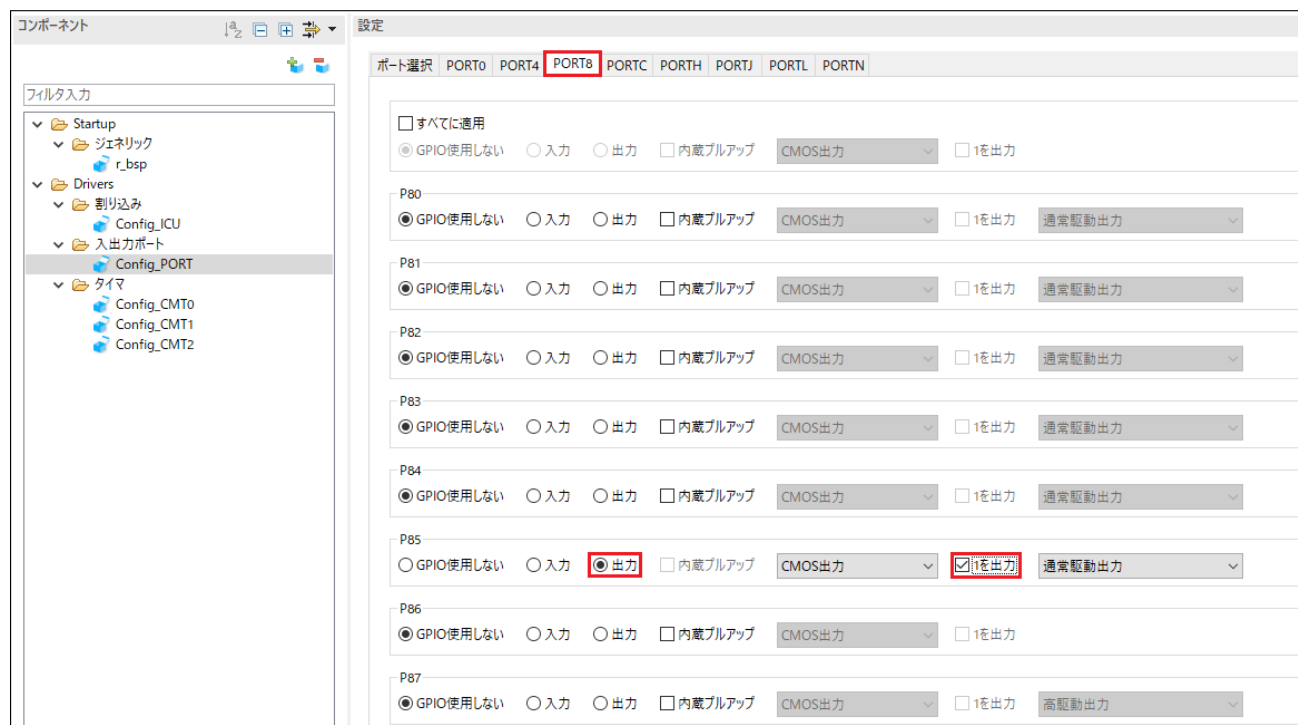 コンポーネント
設定
ポート選択 PORT0 PORT4 PORT8 PORTC PORTH PORTJ PORTL PORTN
フィルタ入力
Startup
ジェネリック
r_bsp
Drivers
割り込み
Config_ICU
入出力ポート
Config_PORT
タイマ
Config_CMT0
Config_CMT1
Config_CMT2
すべてに適用
GPIO使用しない 入力 出力 内蔵プルアップ CMOS出力 1を出力
P80
GPIO使用しない 入力 出力 内蔵プルアップ CMOS出力 1を出力 通常駆動出力
P81
GPIO使用しない 入力 出力 内蔵プルアップ CMOS出力 1を出力 通常駆動出力
P82
GPIO使用しない 入力 出力 内蔵プルアップ CMOS出力 1を出力 通常駆動出力
P83
GPIO使用しない 入力 出力 内蔵プルアップ CMOS出力 1を出力 通常駆動出力
P84
GPIO使用しない 入力 出力 内蔵プルアップ CMOS出力 1を出力 通常駆動出力
P85
GPIO使用しない 入力 出力 内蔵プルアップ CMOS出力 1を出力 通常駆動出力
P86
GPIO使用しない 入力 出力 内蔵プルアップ CMOS出力 1を出力
P87
GPIO使用しない 入力 出力 内蔵プルアップ CMOS出力 1を出力 高駆動出力